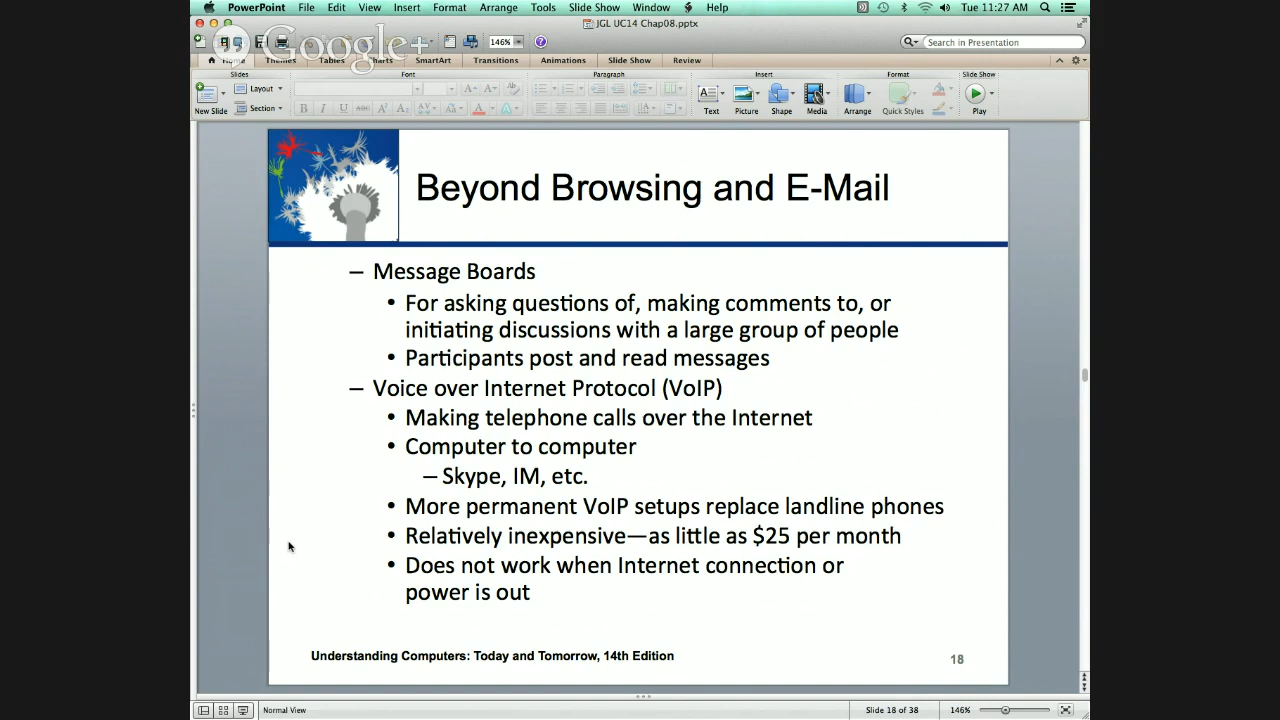 PowerPoint File Edit View Insert Format Arrange Tools Slide Show Window Help Tue 11:27 AM
JGL UC14 Chap08.pptx
Google+
146%
Search in Presentation
Home Themes Tables Charts SmartArt Transitions Animations Slide Show Review
Slides Font Paragraph Insert Format Slide Show
New Slide Layout Section
B I U ABC
Text Picture Shape Media Arrange Quick Styles Play
Beyond Browsing and E-Mail
– Message Boards
• For asking questions of, making comments to, or
initiating discussions with a large group of people
• Participants post and read messages
– Voice over Internet Protocol (VoIP)
• Making telephone calls over the Internet
• Computer to computer
– Skype, IM, etc.
• More permanent VoIP setups replace landline phones
• Relatively inexpensive—as little as $25 per month
• Does not work when Internet connection or
power is out
Understanding Computers: Today and Tomorrow, 14th Edition
18
Normal View Slide 18 of 38 146%